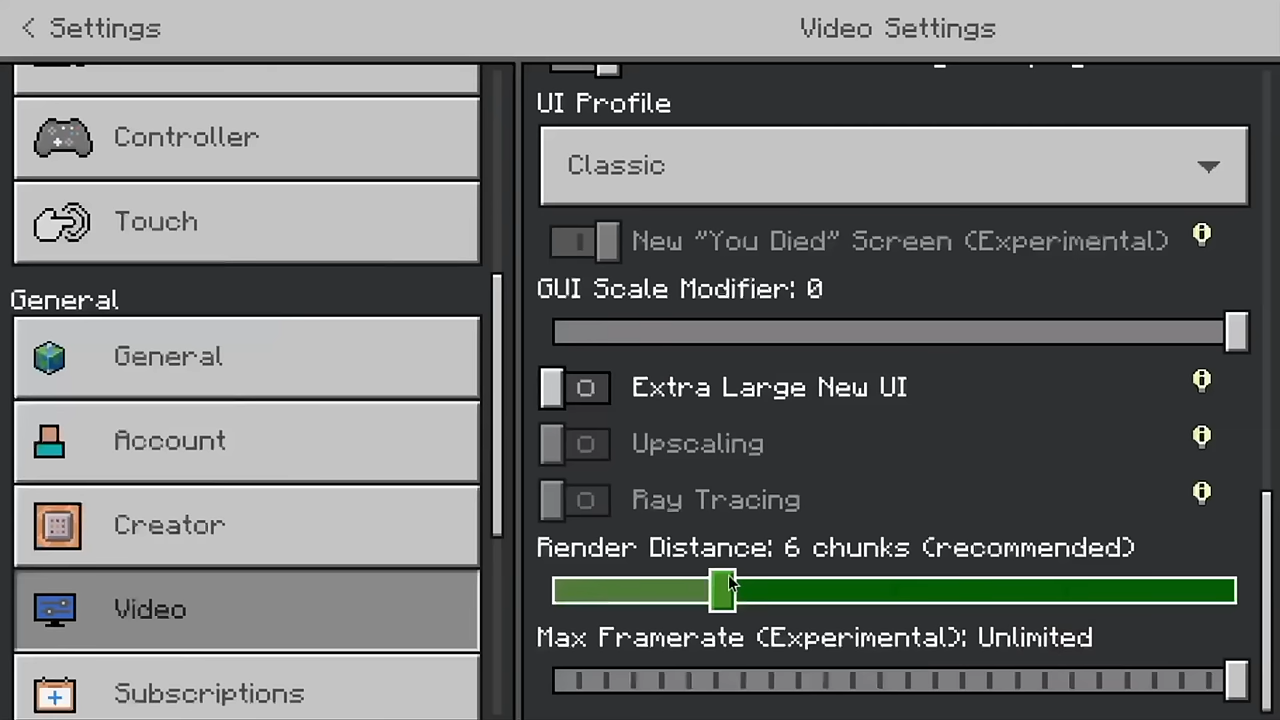 Settings
Video Settings
Controller
Touch
General
General
Account
Creator
Video
Subscriptions
UI Profile
Classic
New "You Died" Screen (Experimental)
GUI Scale Modifier: 0
Extra Large New UI
Upscaling
Ray Tracing
Render Distance: 6 chunks (recommended)
Max Framerate (Experimental): Unlimited